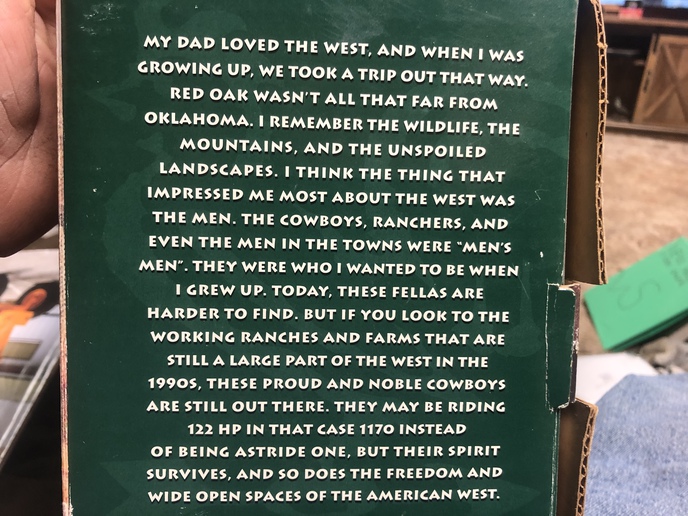 MY DAD LOVED THE WEST, AND WHEN I WAS
GROWING UP, WE TOOK A TRIP OUT THAT WAY.
RED OAK WASN'T ALL THAT FAR FROM
OKLAHOMA. I REMEMBER THE WILDLIFE, THE
MOUNTAINS, AND THE UNSPOILED
LANDSCAPES. I THINK THE THING THAT
IMPRESSED ME MOST ABOUT THE WEST WAS
THE MEN. THE COWBOYS, RANCHERS, AND
EVEN THE MEN IN THE TOWNS WERE "MEN'S
MEN". THEY WERE WHO I WANTED TO BE WHEN
I GREW UP. TODAY, THESE FELLAS ARE
HARDER TO FIND. BUT IF YOU LOOK TO THE
WORKING RANCHES AND FARMS THAT ARE
STILL A LARGE PART OF THE WEST IN THE
1990S, THESE PROUD AND NOBLE COWBOYS
ARE STILL OUT THERE. THEY MAY BE RIDING
122 HP IN THAT CASE 1170 INSTEAD
OF BEING ASTRIDE ONE, BUT THEIR SPIRIT
SURVIVES, AND SO DOES THE FREEDOM AND
WIDE OPEN SPACES OF THE AMERICAN WEST.